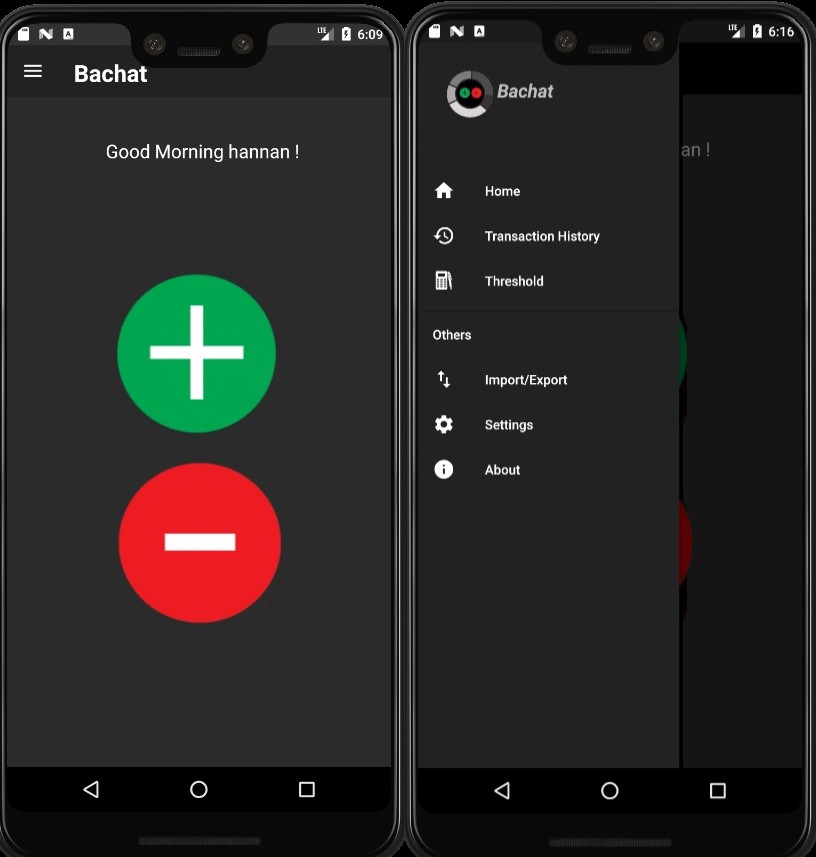 LTE 6:09
Bachat
Good Morning hannan !
LTE 6:16
Bachat
an !
Home
Transaction History
Threshold
Others
Import/Export
Settings
About